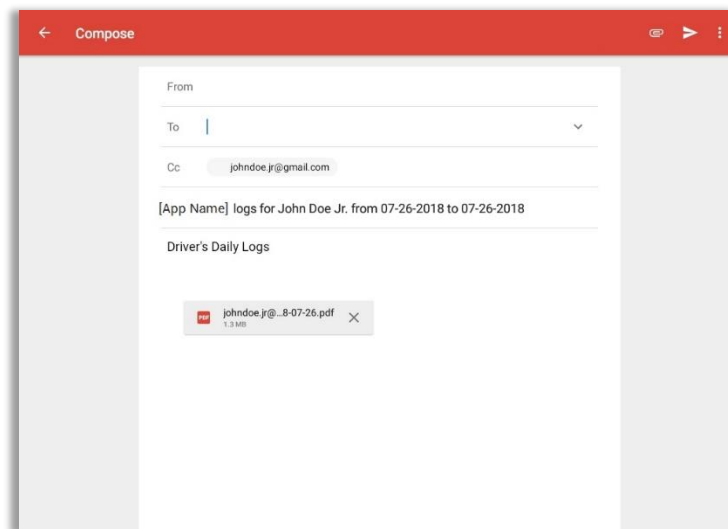 Compose
From
To
Cc johndoe.jr@gmail.com
[App Name] logs for John Doe Jr. from 07-26-2018 to 07-26-2018
Driver's Daily Logs
PDF johndoe.jr@...8-07-26.pdf
1.3 MB